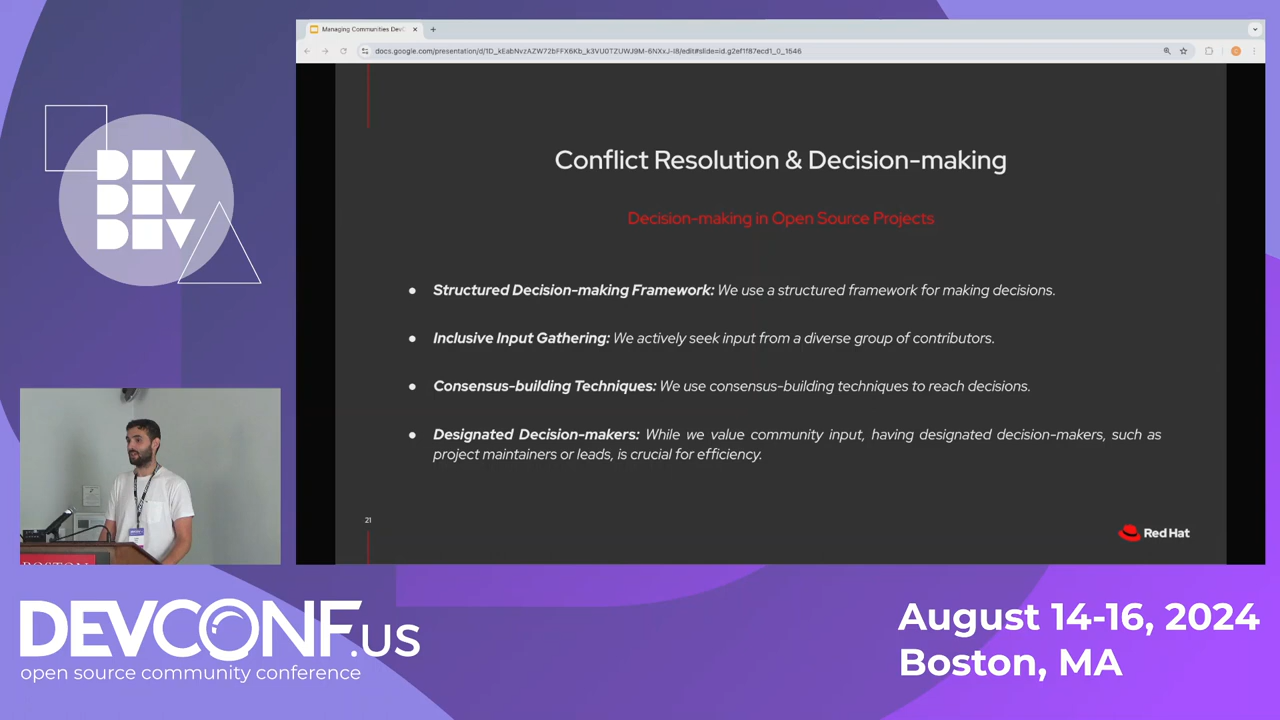 Managing Communities DevC
docs.google.com/presentation/d/1D_kEabNvzAZW72bFFX6Kb_k3VU0TZUWJ9M-6NXxJ-I8/edit#slide=id.g2ef1f87ecd1_0_1646
DEV
DEV
DEV
Conflict Resolution & Decision-making
Decision-making in Open Source Projects
● Structured Decision-making Framework: We use a structured framework for making decisions.
● Inclusive Input Gathering: We actively seek input from a diverse group of contributors.
● Consensus-building Techniques: We use consensus-building techniques to reach decisions.
● Designated Decision-makers: While we value community input, having designated decision-makers, such as
project maintainers or leads, is crucial for efficiency.
21
Red Hat
BOSTON
DEVCONF.US
open source community conference
August 14-16, 2024
Boston, MA